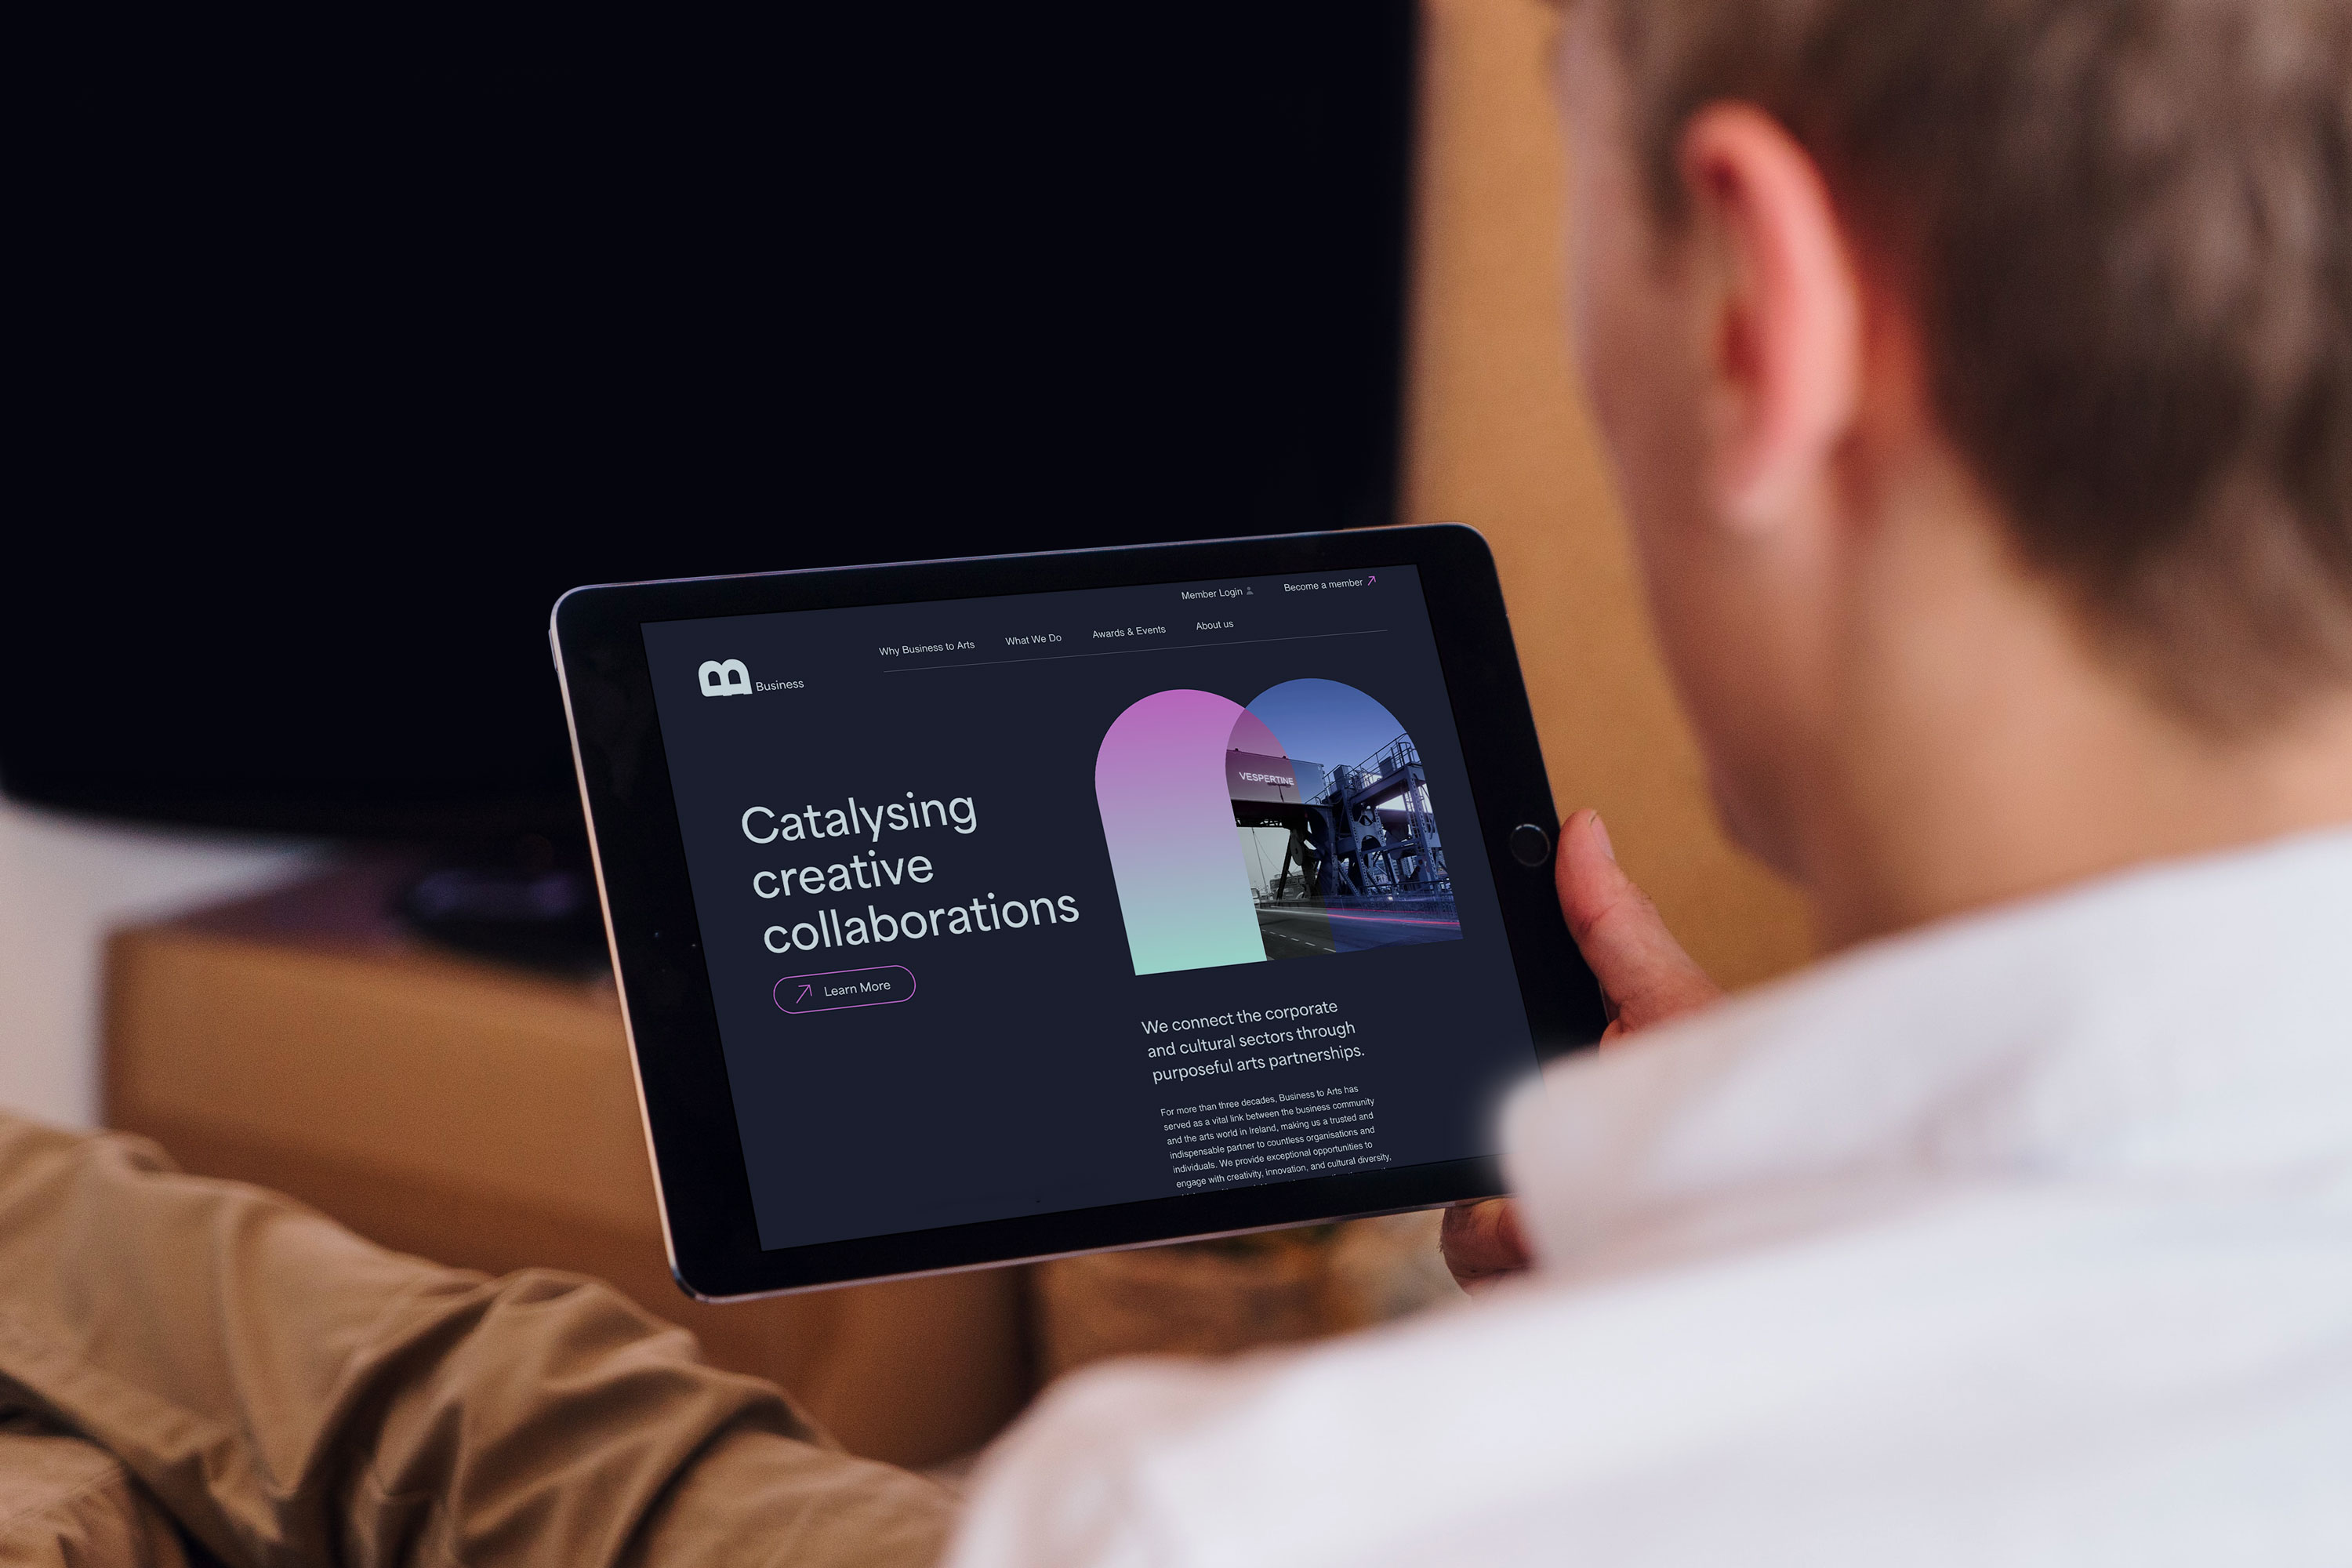 Member Login
Become a member
Why Business to Arts
What We Do
Awards & Events
About us
B Business
VESPERTINE
Catalysing
creative
collaborations
Learn More
We connect the corporate
and cultural sectors through
purposeful arts partnerships.
For more than three decades, Business to Arts has
served as a vital link between the business community
and the arts world in Ireland, making us a trusted and
indispensable partner to countless organisations and
individuals. We provide exceptional opportunities to
engage with creativity, innovation, and cultural diversity,